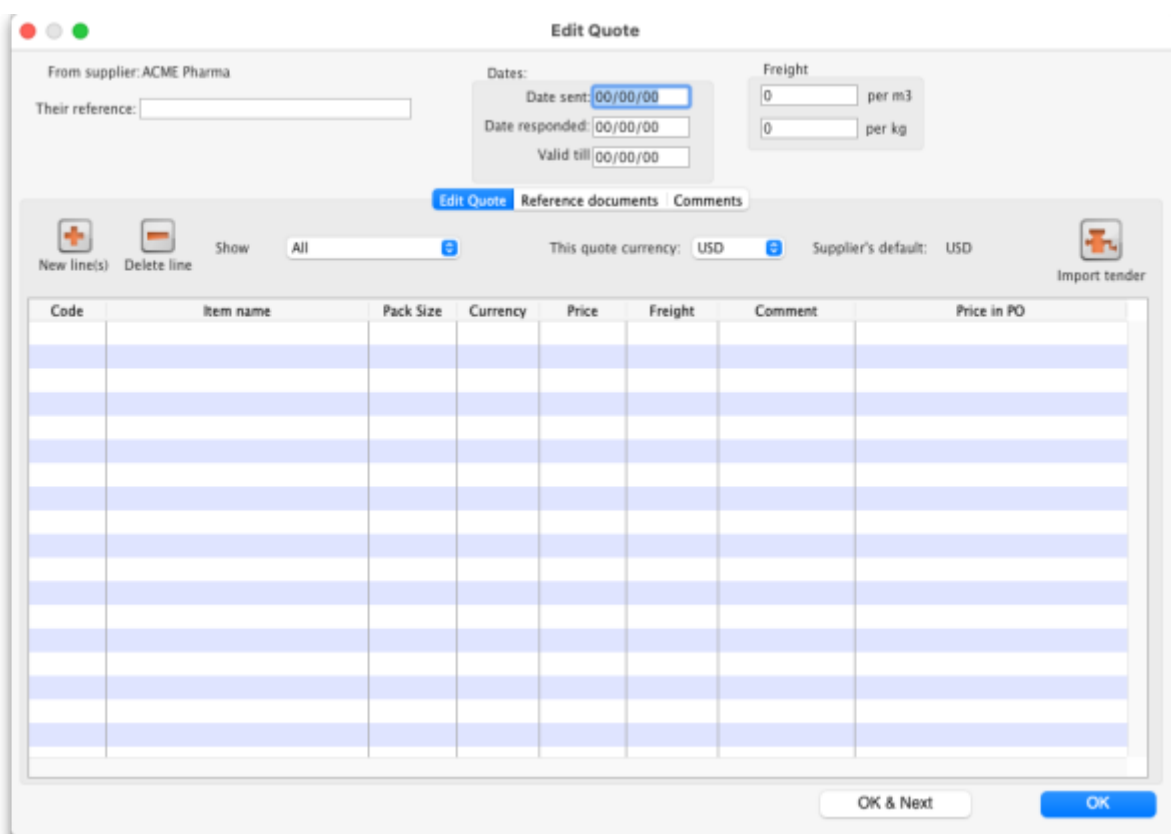 Edit Quote
From supplier: ACME Pharma
Their reference:
Dates:
Date sent: 00/00/00
Date responded: 00/00/00
Valid till 00/00/00
Freight
0 per m3
0 per kg
Edit Quote Reference documents Comments
New line(s) Delete line Show All This quote currency: USD Supplier's default: USD Import tender
Code Item name Pack Size Currency Price Freight Comment Price in PO
OK & Next OK